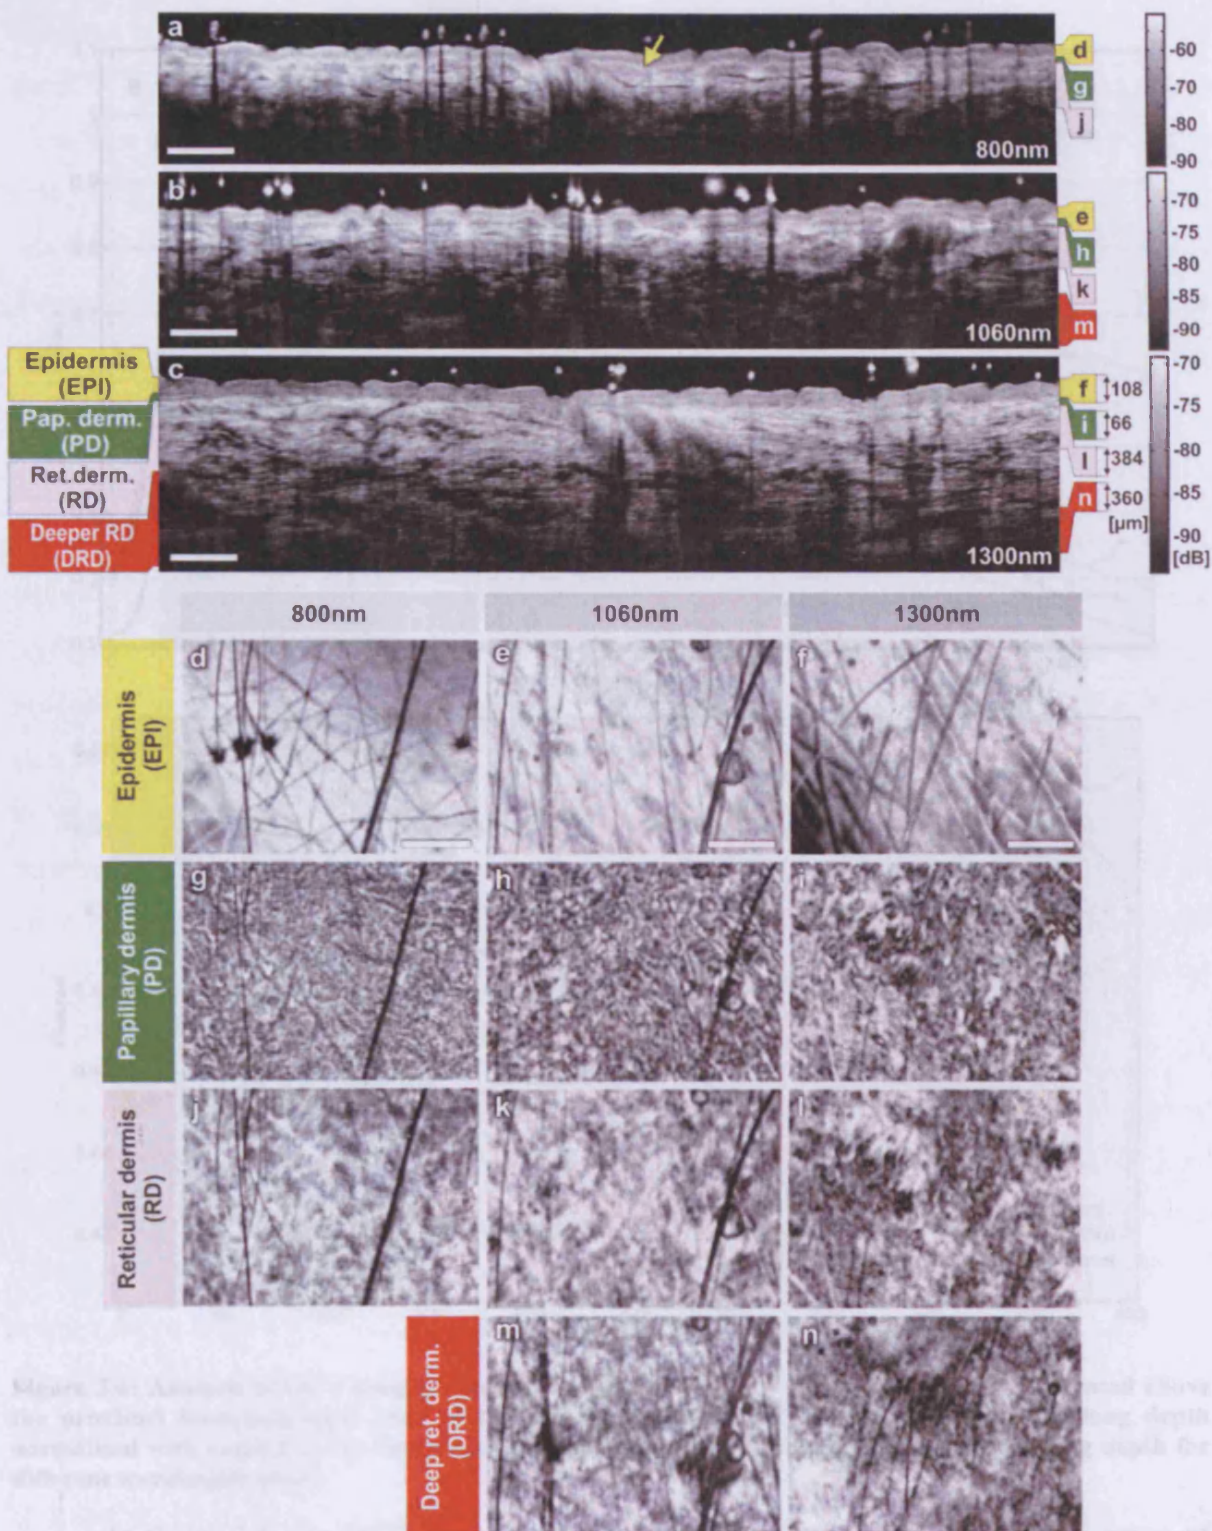 a
d
g
j
800nm
-60
-70
-80
-90
b
e
h
k
m
1060nm
-70
-75
-80
-85
-90
Epidermis
(EPI)
Pap. derm.
(PD)
Ret.derm.
(RD)
Deeper RD
(DRD)
c
f
108
i
66
l
384
n
360
[µm]
1300nm
-70
-75
-80
-85
-90
[dB]
800nm
1060nm
1300nm
Epidermis
(EPI)
d
e
f
Papillary dermis
(PD)
g
h
i
Reticular dermis
(RD)
j
k
l
Deep ret. derm.
(DRD)
m
n